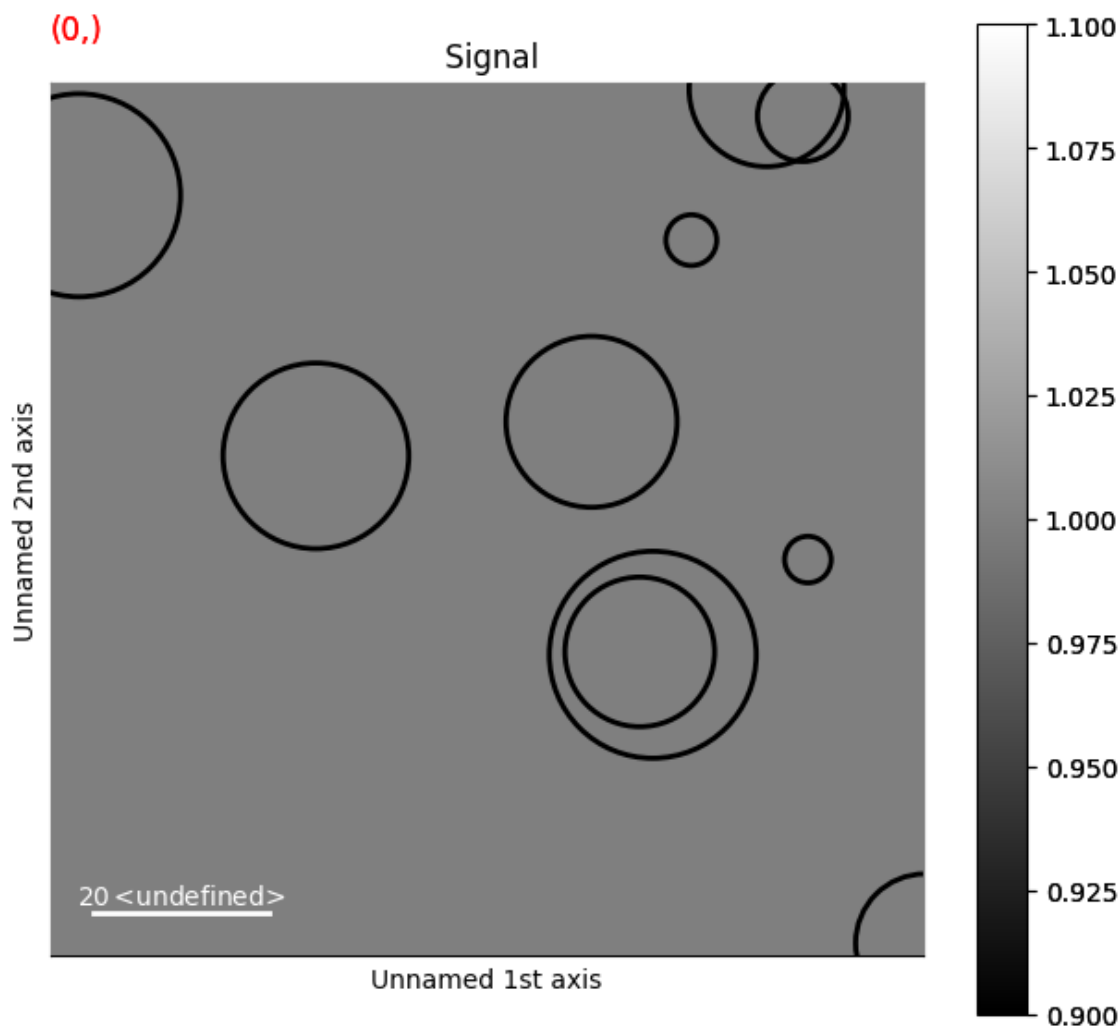 (0,)
Signal
1.100
1.075
1.050
1.025
1.000
0.975
0.950
0.925
0.900
Unnamed 2nd axis
20 <undefined>
Unnamed 1st axis